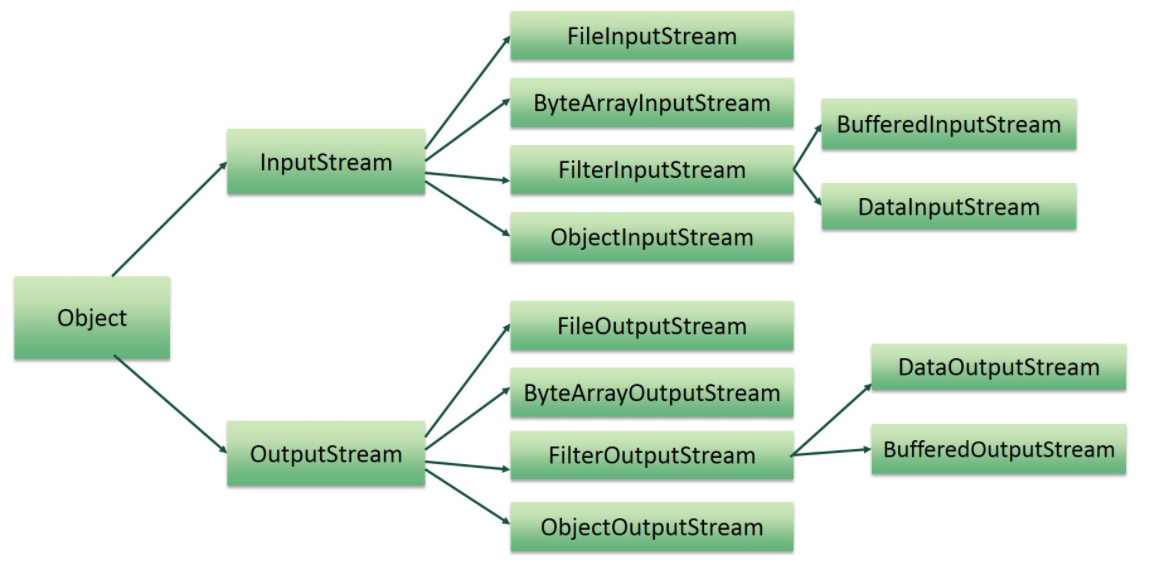 FileInputStream
ByteArrayInputStream
BufferedInputStream
InputStream
FilterInputStream
DataInputStream
ObjectInputStream
Object
FileOutputStream
DataOutputStream
ByteArrayOutputStream
OutputStream
FilterOutputStream
BufferedOutputStream
ObjectOutputStream